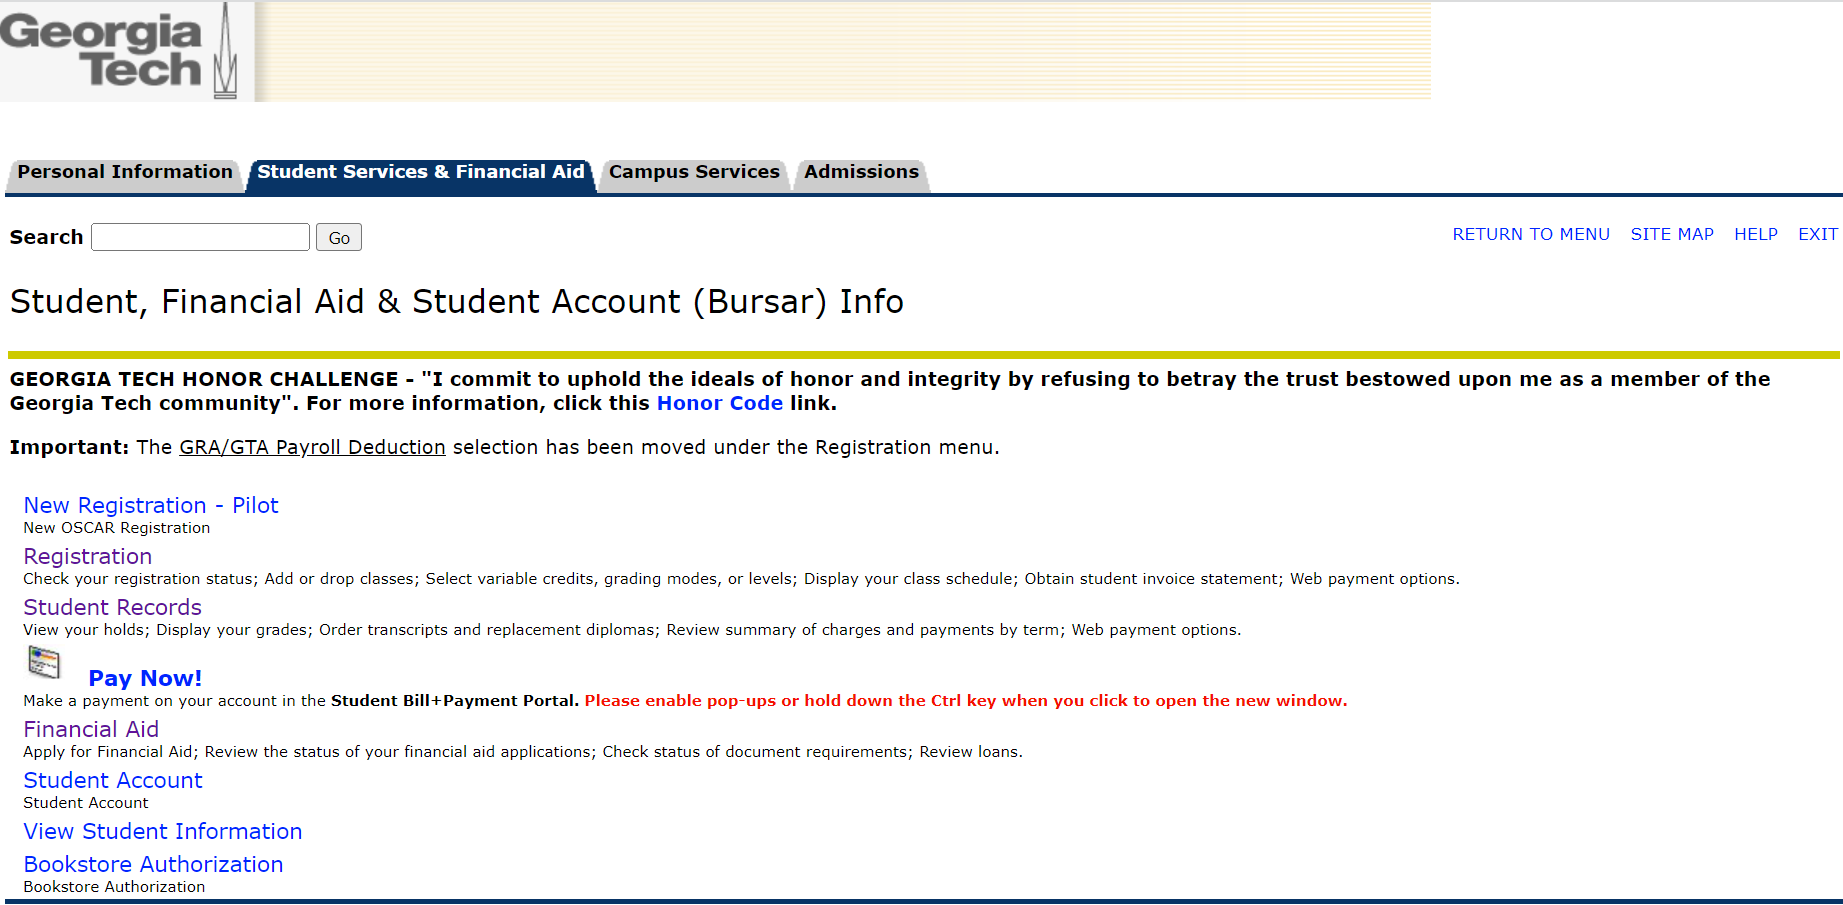 Georgia
Tech
Personal Information Student Services & Financial Aid Campus Services Admissions
Search Go RETURN TO MENU SITE MAP HELP EXIT
Student, Financial Aid & Student Account (Bursar) Info
GEORGIA TECH HONOR CHALLENGE - "I commit to uphold the ideals of honor and integrity by refusing to betray the trust bestowed upon me as a member of the
Georgia Tech community". For more information, click this Honor Code link.
Important: The GRA/GTA Payroll Deduction selection has been moved under the Registration menu.
New Registration - Pilot
New OSCAR Registration
Registration
Check your registration status; Add or drop classes; Select variable credits, grading modes, or levels; Display your class schedule; Obtain student invoice statement; Web payment options.
Student Records
View your holds; Display your grades; Order transcripts and replacement diplomas; Review summary of charges and payments by term; Web payment options.
Pay Now!
Make a payment on your account in the Student Bill+Payment Portal. Please enable pop-ups or hold down the Ctrl key when you click to open the new window.
Financial Aid
Apply for Financial Aid; Review the status of your financial aid applications; Check status of document requirements; Review loans.
Student Account
Student Account
View Student Information
Bookstore Authorization
Bookstore Authorization